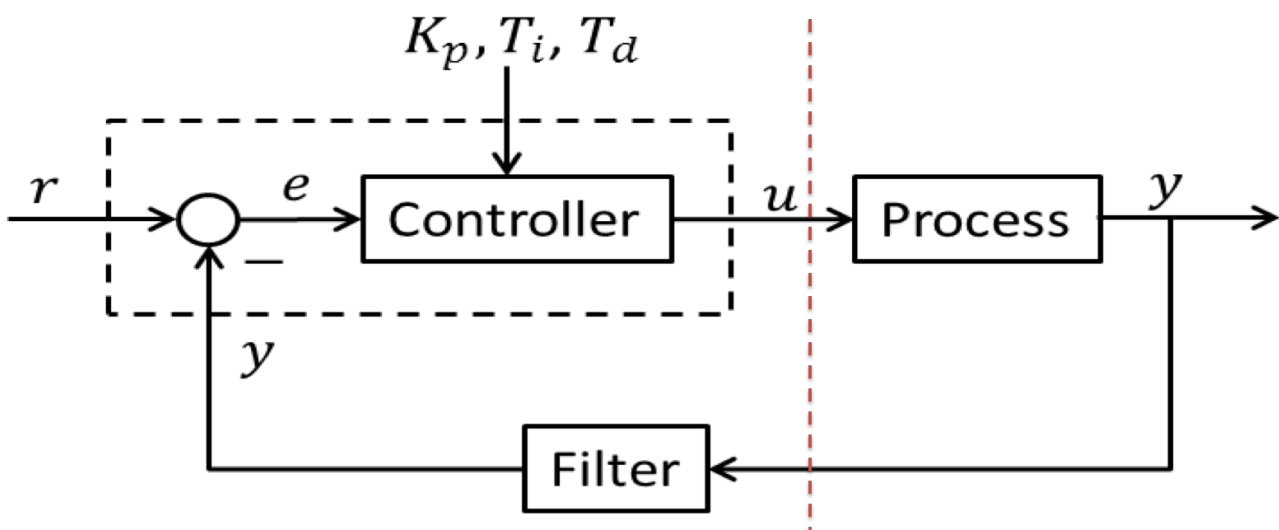 K_p, T_i, T_d
r
e
Controller
u
Process
y
−
y
Filter